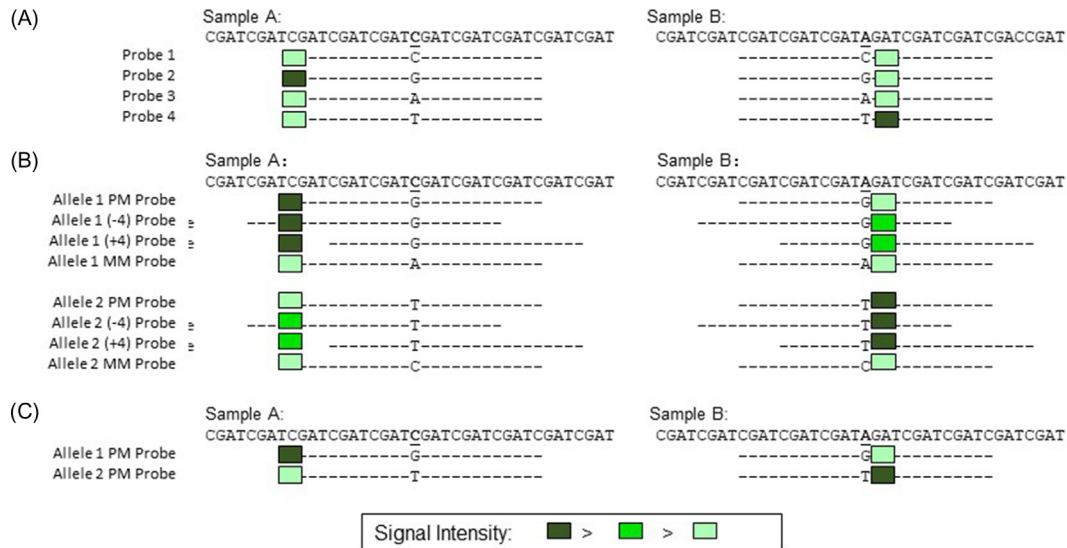 (A)
Sample A: Sample B:
CGATCGATCGATCGATCGATCGATCGATCGATCGATCGAT CGATCGATCGATCGATCGATAGATCGATCGATCGACCGAT
Probe 1 C C
Probe 2 G G
Probe 3 A A
Probe 4 T T
(B)
Sample A: Sample B:
CGATCGATCGATCGATCGATCGATCGATCGATCGATCGAT CGATCGATCGATCGATCGATAGATCGATCGATCGATCGAT
Allele 1 PM Probe G G
Allele 1 (-4) Probe e G G
Allele 1 (+4) Probe e G G
Allele 1 MM Probe A A
Allele 2 PM Probe T T
Allele 2 (-4) Probe e T T
Allele 2 (+4) Probe e T T
Allele 2 MM Probe C C
(C)
Sample A: Sample B:
CGATCGATCGATCGATCGATCGATCGATCGATCGATCGAT CGATCGATCGATCGATCGATAGATCGATCGATCGATCGAT
Allele 1 PM Probe G G
Allele 2 PM Probe T T
Signal Intensity: > >